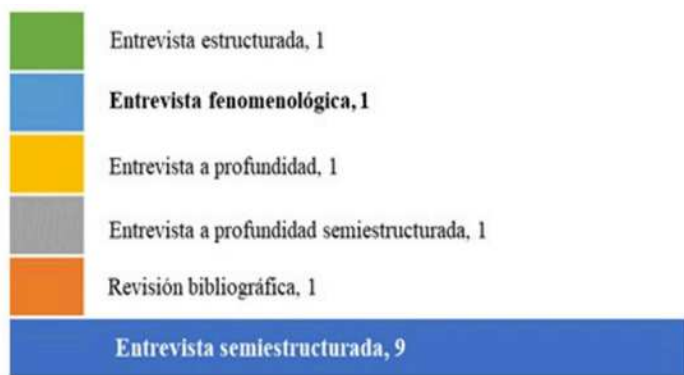 Entrevista estructurada, 1
Entrevista fenomenológica, 1
Entrevista a profundidad, 1
Entrevista a profundidad semiestructurada, 1
Revisión bibliográfica, 1
Entrevista semiestructurada, 9